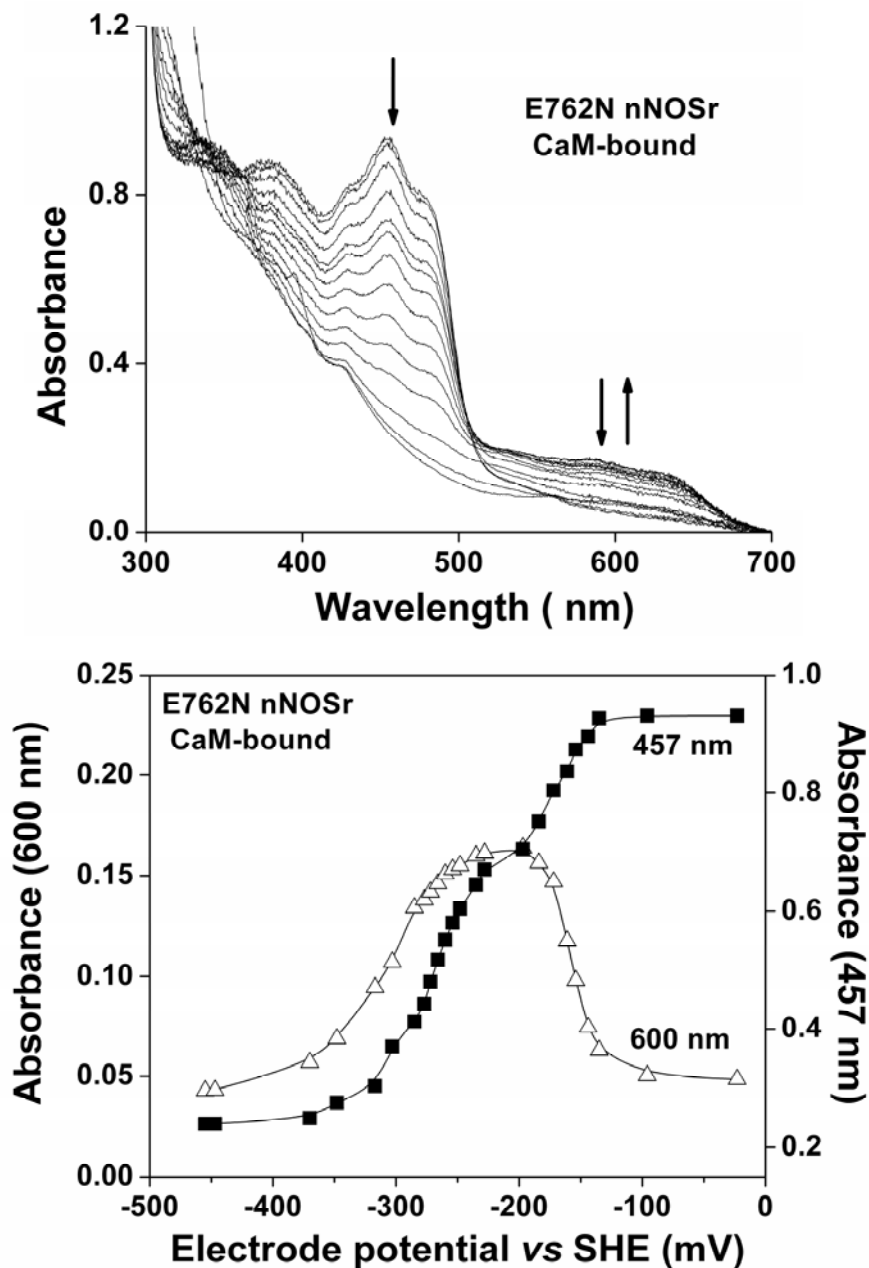 1.2
E762N nNOSr
CaM-bound
0.8
0.4
0.0
Absorbance
300 400 500 600 700
Wavelength ( nm)
0.25 1.0
E762N nNOSr
CaM-bound
457 nm
0.20 0.8
0.15 0.6
0.10 0.4
600 nm
0.05 0.2
0.00
Absorbance (600 nm)
Absorbance (457 nm)
-500 -400 -300 -200 -100 0
Electrode potential vs SHE (mV)